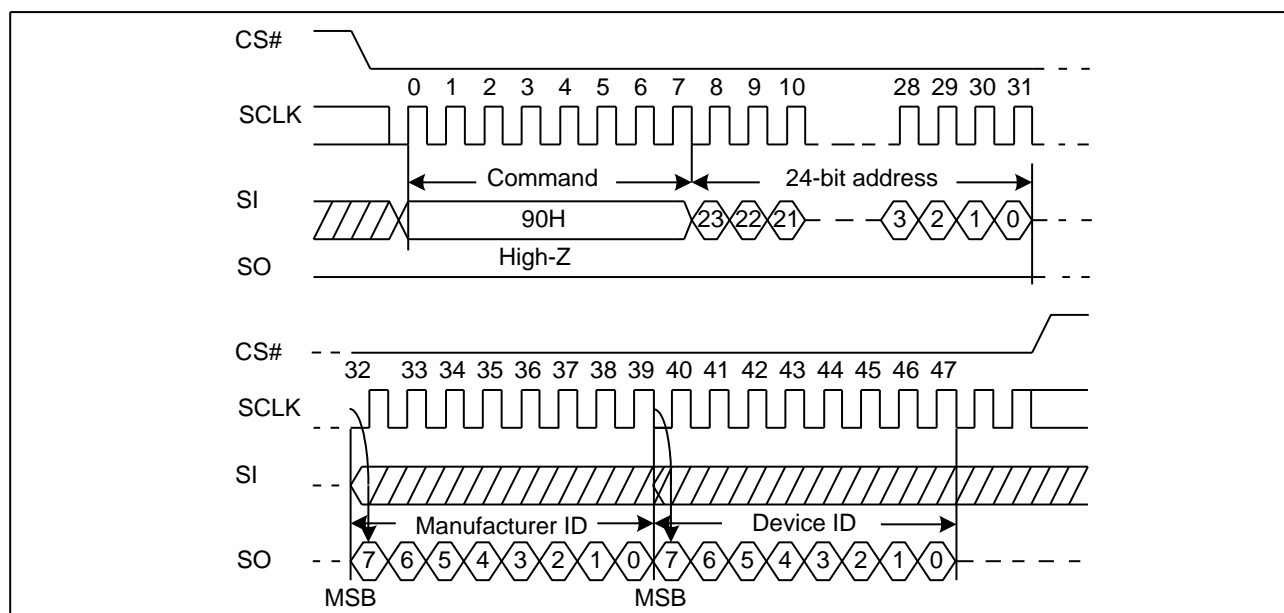 CS#
0 1 2 3 4 5 6 7 8 9 10 28 29 30 31
SCLK
Command 24-bit address
SI
90H 23 22 21 3 2 1 0
High-Z
SO
CS#
32 33 34 35 36 37 38 39 40 41 42 43 44 45 46 47
SCLK
SI
Manufacturer ID Device ID
SO 7 6 5 4 3 2 1 0 7 6 5 4 3 2 1 0
MSB MSB